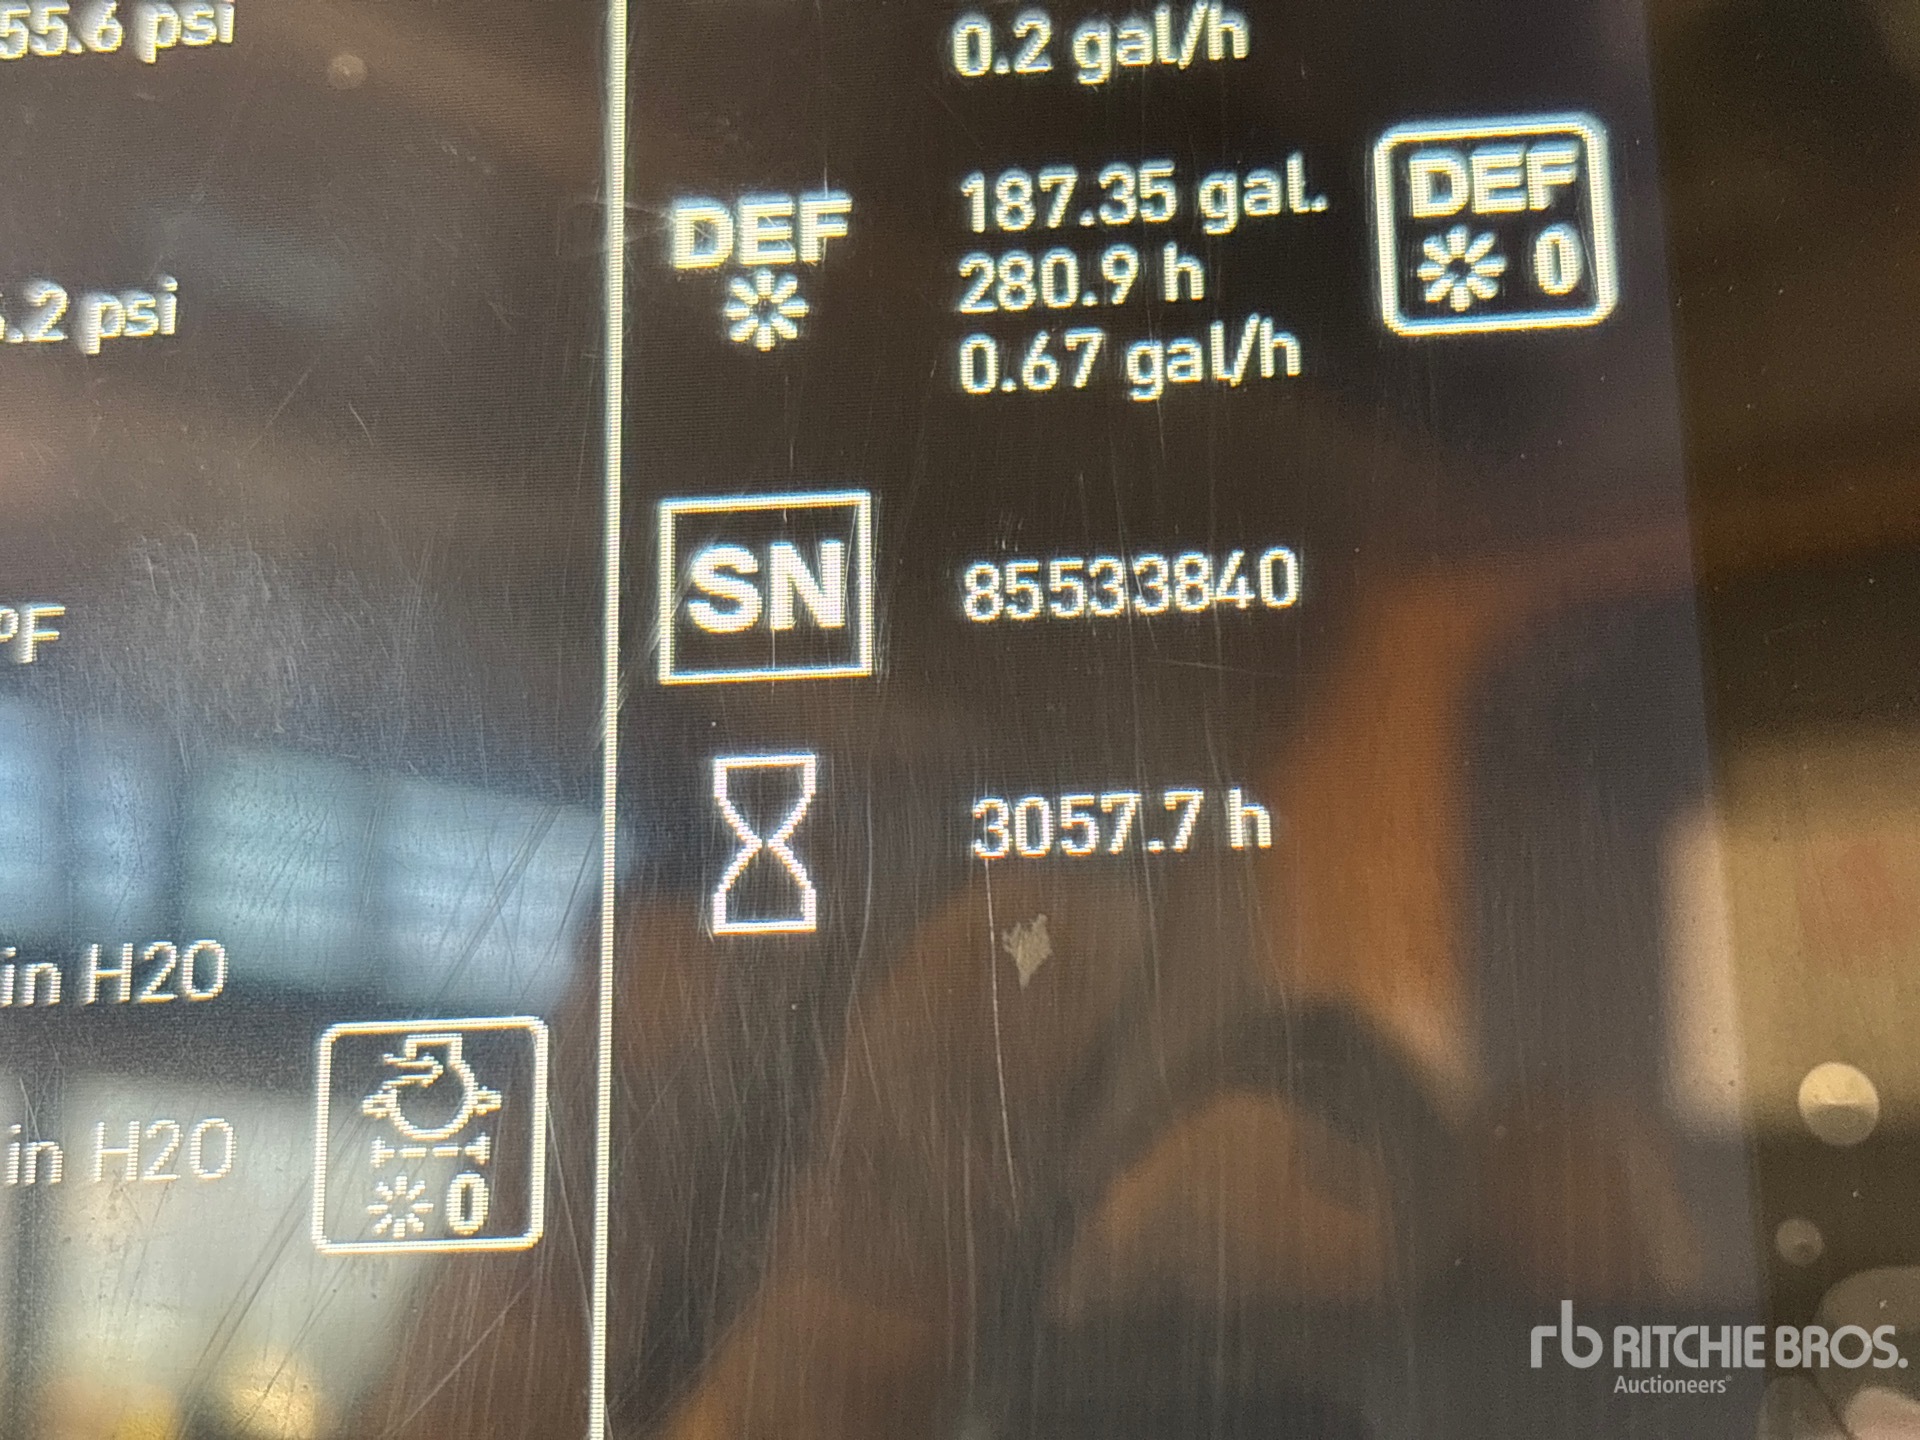 55.6 psi
.2 psi
PF
in H2O
in H2O
0
0.2 gal/h
DEF
187.35 gal.
280.9 h
0.67 gal/h
DEF
0
SN
85533840
3057.7 h
rb RITCHIE BROS.
Auctioneers